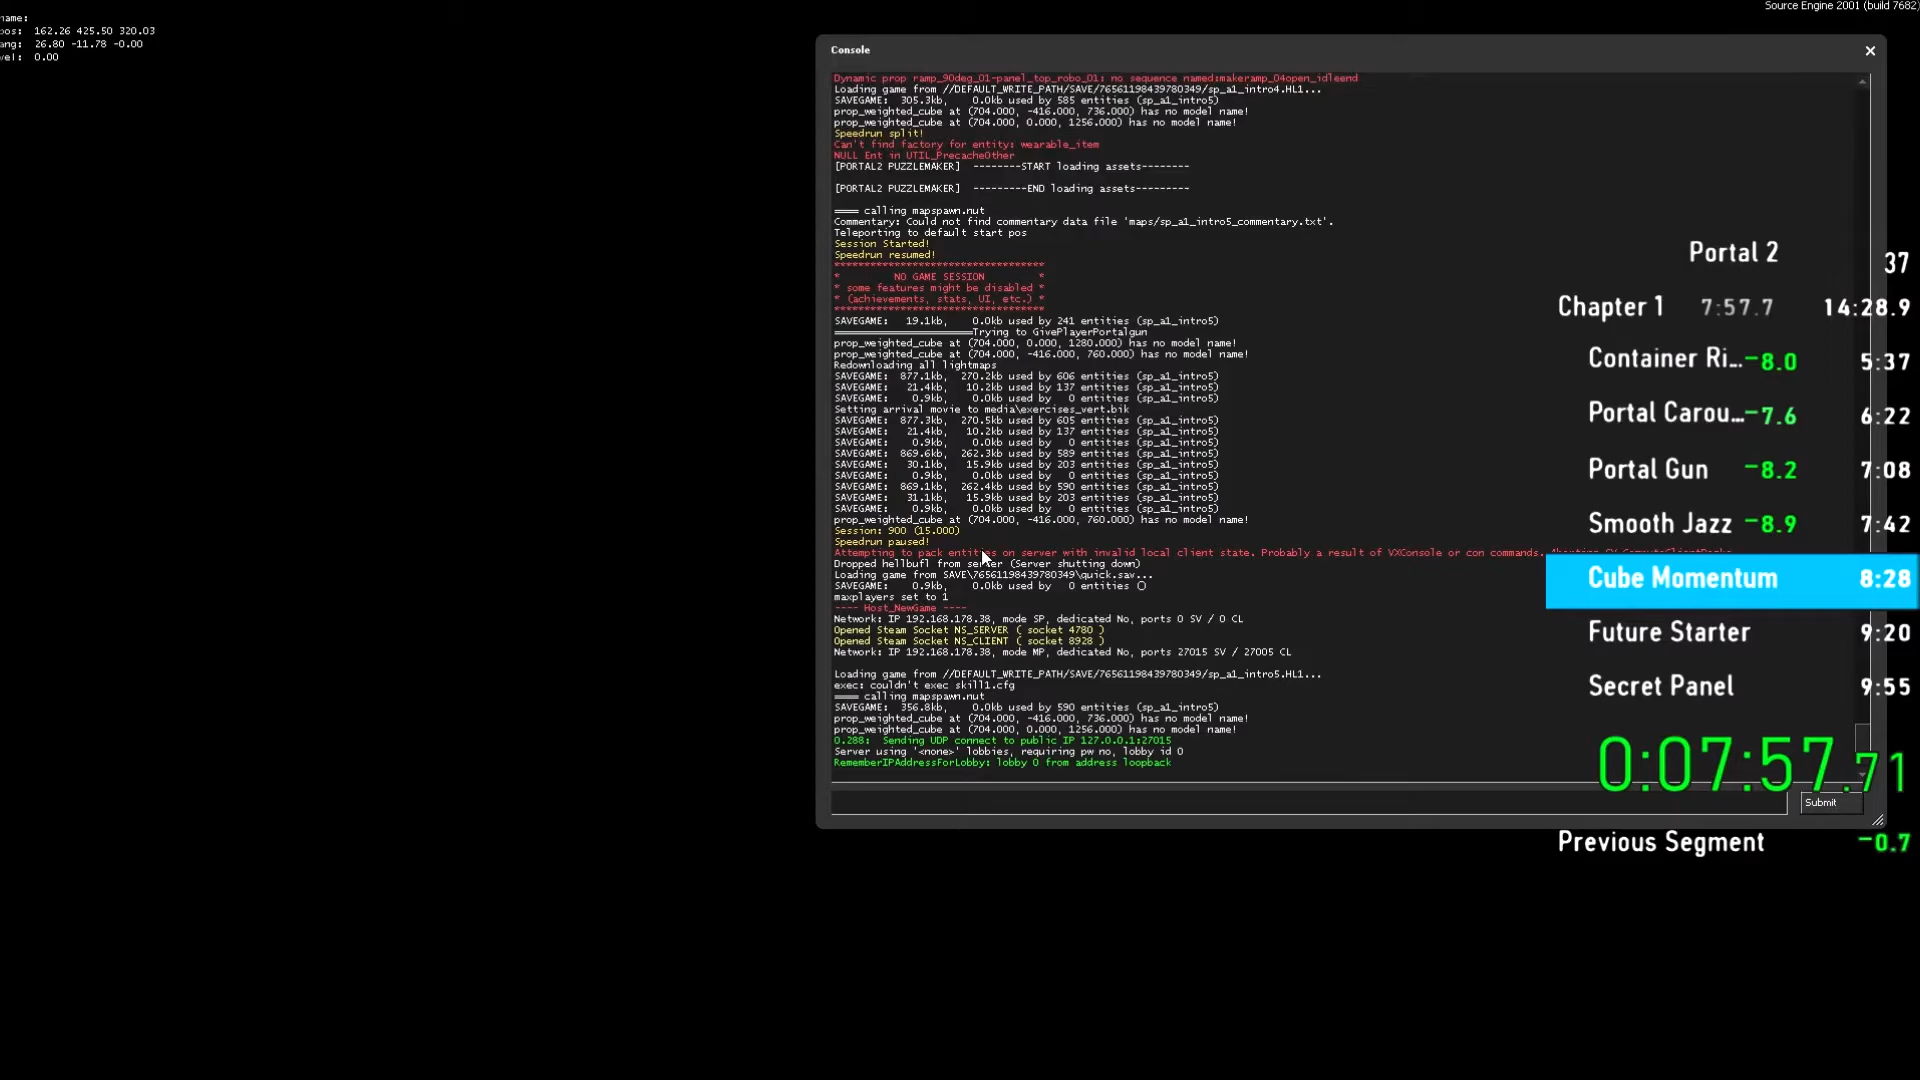 name:
pos: 162.26 425.50 320.03
ang: 26.80 -11.78 -0.00
vel: 0.00
Source Engine 2001 (build 7682)
Console
Dynamic prop ramp_90deg_01-panel_top_robo_01: no sequence named:makeramp_04open_idleend
Loading game from //DEFAULT_WRITE_PATH/SAVE/76561198439780349/sp_a1_intro4.HL1...
SAVEGAME: 305.3kb, 0.0kb used by 585 entities (sp_a1_intro5)
prop_weighted_cube at (704.000, -416.000, 736.000) has no model name!
prop_weighted_cube at (704.000, 0.000, 1256.000) has no model name!
Speedrun split!
Can't find factory for entity: wearable_item
NULL Ent in UTIL_PrecacheOther
[PORTAL2 PUZZLEMAKER] --------START loading assets--------
[PORTAL2 PUZZLEMAKER] ---------END loading assets---------
==== calling mapspawn.nut
Commentary: Could not find commentary data file 'maps/sp_a1_intro5_commentary.txt'.
Teleporting to default start pos
Session Started!
Speedrun resumed!
***********************************
* NO GAME SESSION *
* some features might be disabled *
* (achievements, stats, UI, etc.) *
***********************************
SAVEGAME: 19.1kb, 0.0kb used by 241 entities (sp_a1_intro5)
=======================Trying to GivePlayerPortalgun
prop_weighted_cube at (704.000, 0.000, 1280.000) has no model name!
prop_weighted_cube at (704.000, -416.000, 760.000) has no model name!
Redownloading all lightmaps
SAVEGAME: 877.1kb, 270.2kb used by 606 entities (sp_a1_intro5)
SAVEGAME: 21.4kb, 10.2kb used by 137 entities (sp_a1_intro5)
SAVEGAME: 0.9kb, 0.0kb used by 0 entities (sp_a1_intro5)
Setting arrival movie to media\exercises_vert.bik
SAVEGAME: 877.3kb, 270.5kb used by 605 entities (sp_a1_intro5)
SAVEGAME: 21.4kb, 10.2kb used by 137 entities (sp_a1_intro5)
SAVEGAME: 0.9kb, 0.0kb used by 0 entities (sp_a1_intro5)
SAVEGAME: 869.6kb, 262.3kb used by 589 entities (sp_a1_intro5)
SAVEGAME: 30.1kb, 15.9kb used by 203 entities (sp_a1_intro5)
SAVEGAME: 0.9kb, 0.0kb used by 0 entities (sp_a1_intro5)
SAVEGAME: 869.1kb, 262.4kb used by 590 entities (sp_a1_intro5)
SAVEGAME: 31.1kb, 15.9kb used by 203 entities (sp_a1_intro5)
SAVEGAME: 0.9kb, 0.0kb used by 0 entities (sp_a1_intro5)
prop_weighted_cube at (704.000, -416.000, 760.000) has no model name!
Session: 900 (15.000)
Speedrun paused!
Attempting to pack entities on server with invalid local client state. Probably a result of VXConsole or con commands.
Dropped hellbufl from server (Server shutting down)
Loading game from SAVE\76561198439780349\quick.sav...
SAVEGAME: 0.9kb, 0.0kb used by 0 entities ()
maxplayers set to 1
---- Host_NewGame ----
Network: IP 192.168.178.38, mode SP, dedicated No, ports 0 SV / 0 CL
Opened Steam Socket NS_SERVER ( socket 4780 )
Opened Steam Socket NS_CLIENT ( socket 8928 )
Network: IP 192.168.178.38, mode MP, dedicated No, ports 27015 SV / 27005 CL
Loading game from //DEFAULT_WRITE_PATH/SAVE/76561198439780349/sp_a1_intro5.HL1...
exec: couldn't exec skill1.cfg
==== calling mapspawn.nut
SAVEGAME: 356.8kb, 0.0kb used by 590 entities (sp_a1_intro5)
prop_weighted_cube at (704.000, -416.000, 736.000) has no model name!
prop_weighted_cube at (704.000, 0.000, 1256.000) has no model name!
0.288: Sending UDP connect to public IP 127.0.0.1:27015
Server using '<none>' lobbies, requiring pw no, lobby id 0
RememberIPAddressForLobby: lobby 0 from address loopback
Submit
Portal 2
37
Chapter 1 7:57.7 14:28.9
Container Ri... -8.0 5:37
Portal Carou... -7.6 6:22
Portal Gun -8.2 7:08
Smooth Jazz -8.9 7:42
Cube Momentum 8:28
Future Starter 9:20
Secret Panel 9:55
0:07:57.71
Previous Segment -0.7